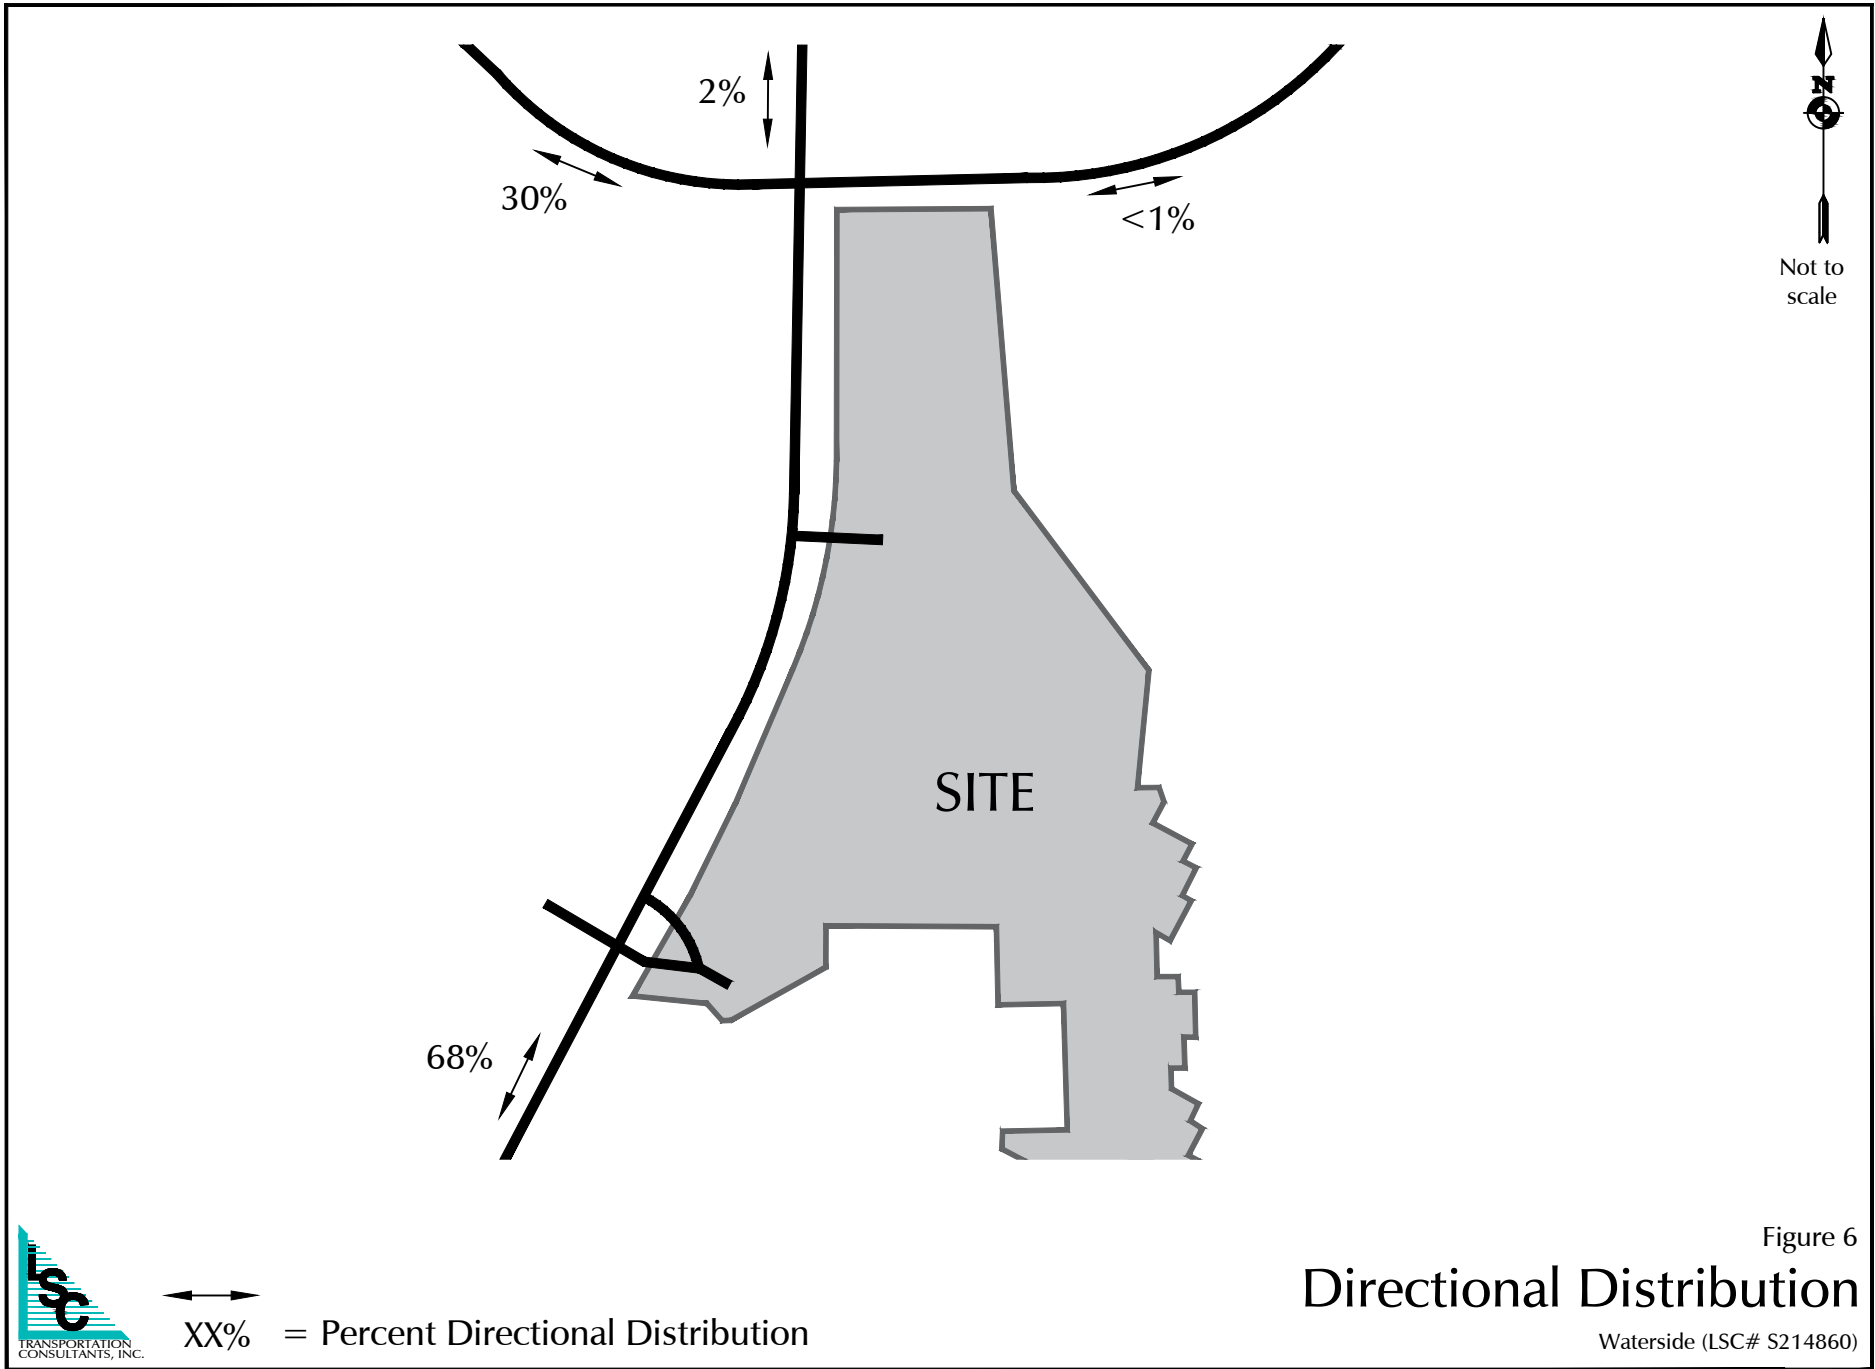 2%
30%
<1%
N
Not to
scale
SITE
68%
Figure 6
Directional Distribution
Waterside (LSC# S214860)
LSC
TRANSPORTATION
CONSULTANTS, INC.
XX% = Percent Directional Distribution